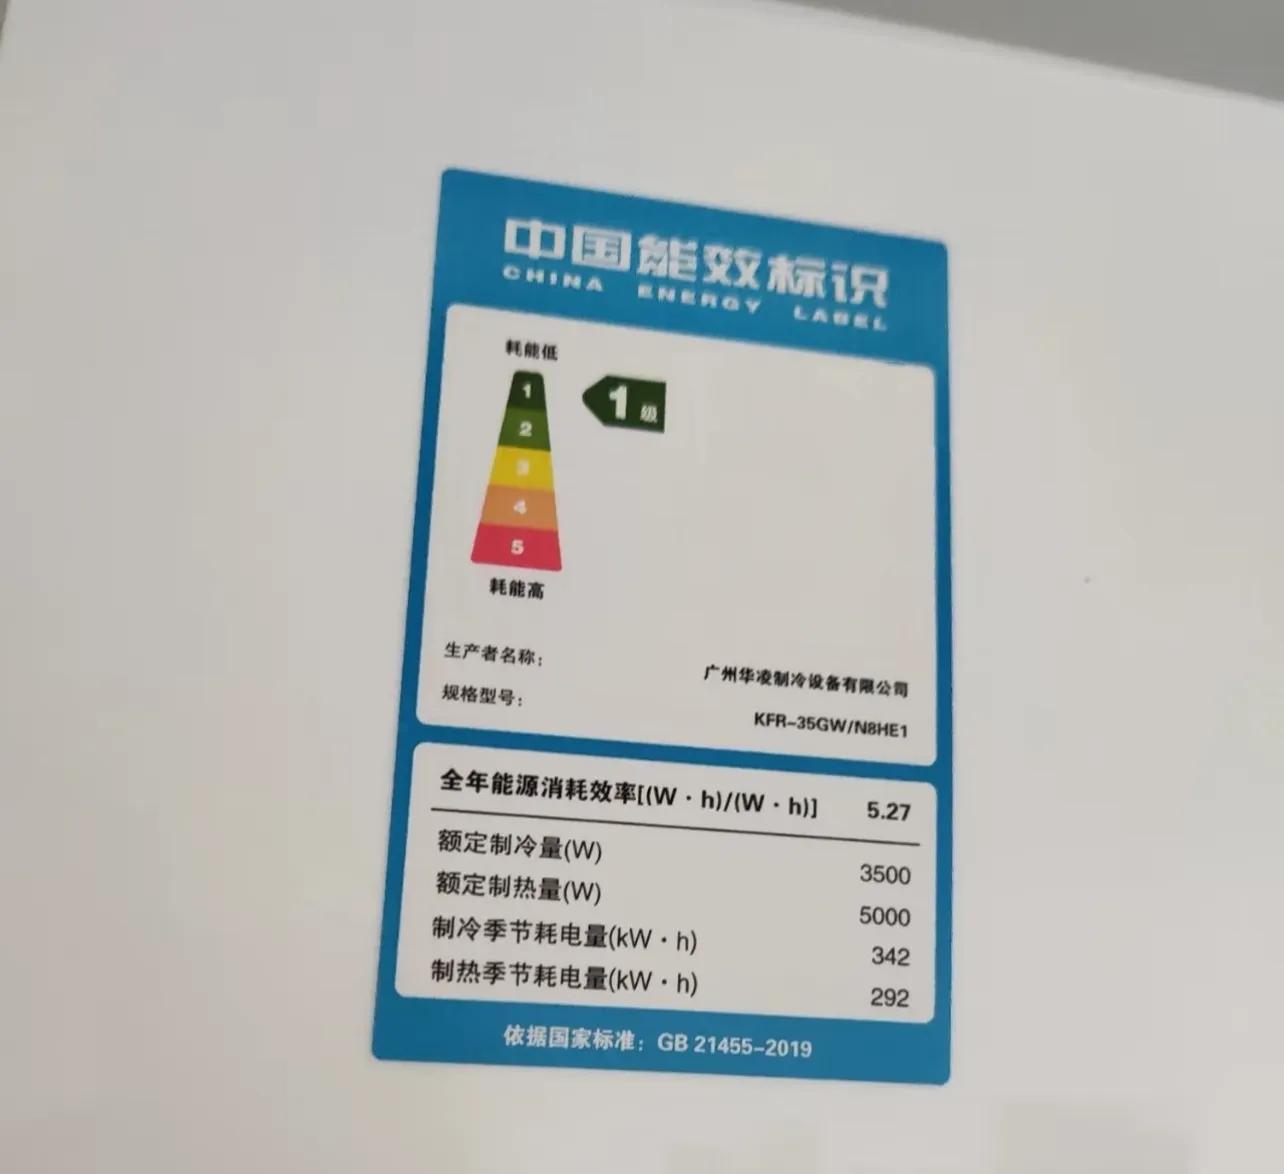 中国能效标识
CHINA ENERGY LABEL
耗能低
1
1级
2
3
4
5
耗能高
生产者名称： 广州华凌制冷设备有限公司
规格型号： KFR-35GW/N8HE1
全年能源消耗效率[(W·h)/(W·h)] 5.27
额定制冷量(W) 3500
额定制热量(W) 5000
制冷季节耗电量(kW·h) 342
制热季节耗电量(kW·h) 292
依据国家标准：GB 21455-2019